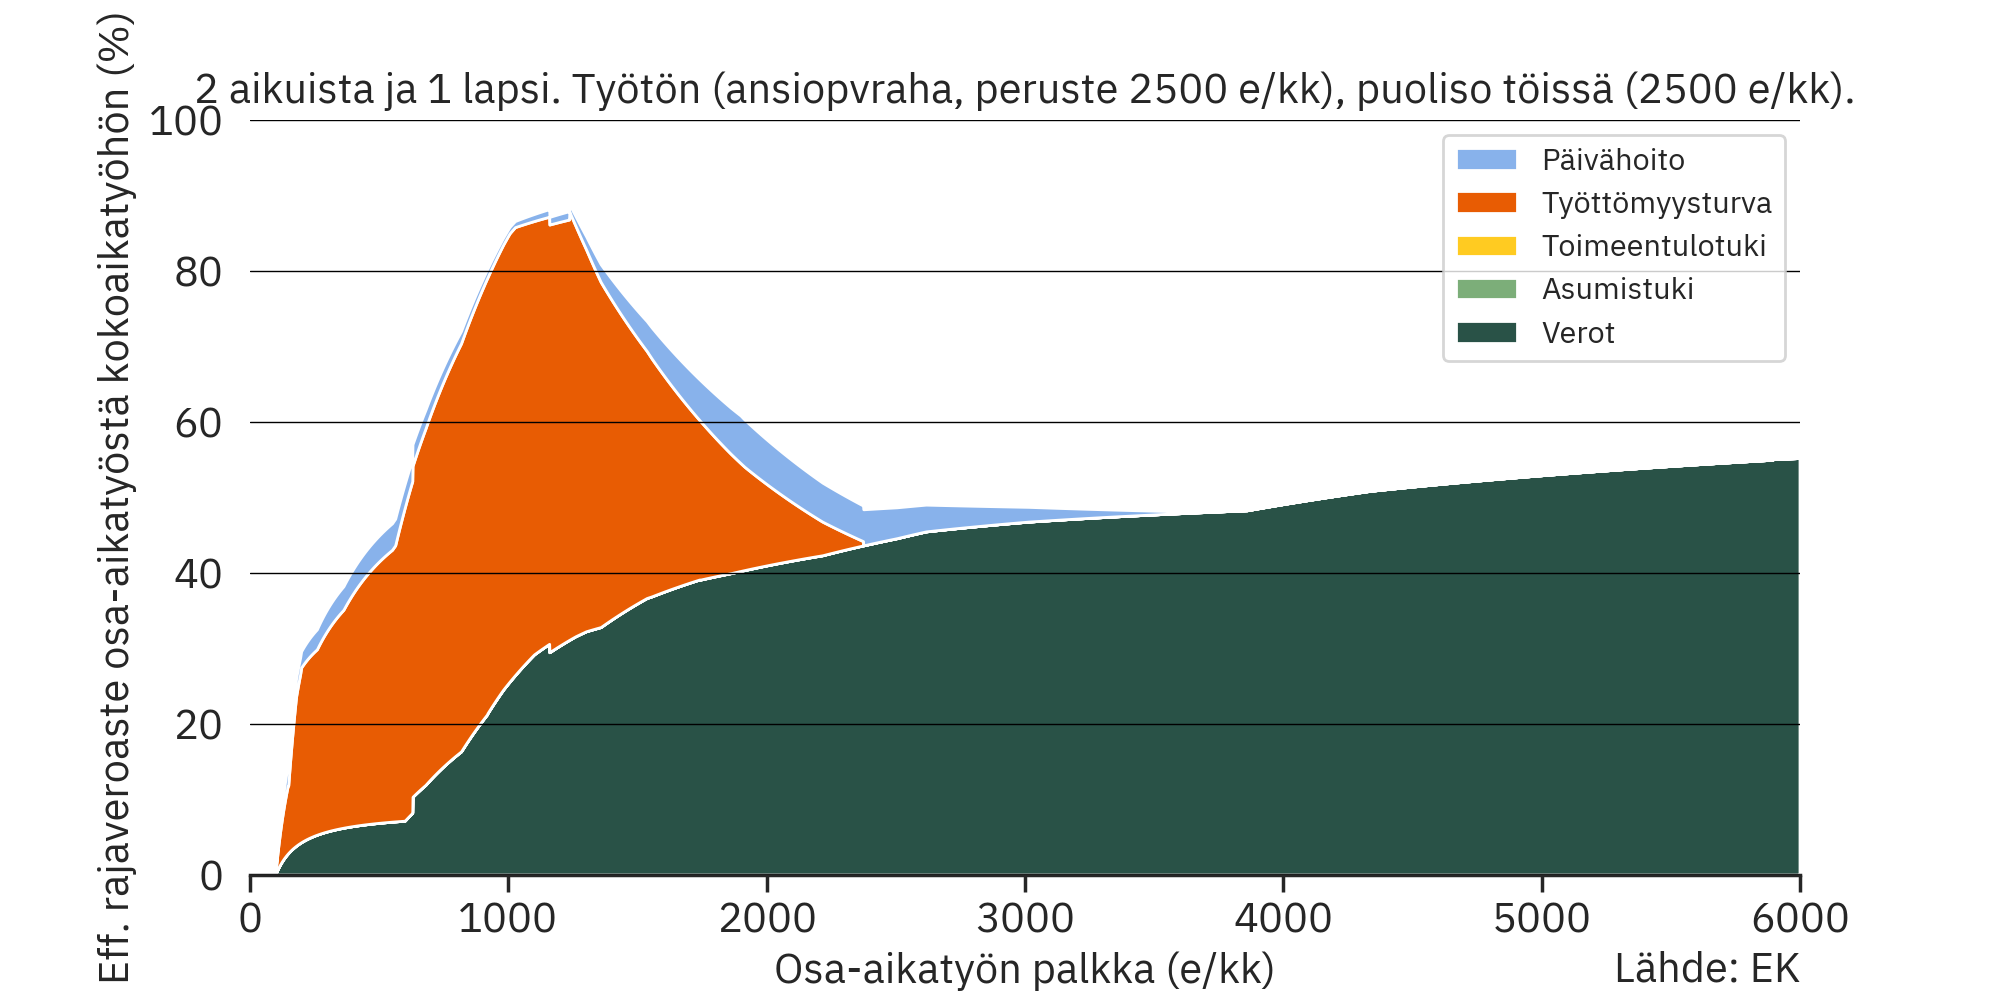 2 aikuista ja 1 lapsi. Työtön (ansiopvraha, peruste 2500 e/kk), puoliso töissä (2500 e/kk).
Eff. rajaveroaste osa-aikatyöstä kokoaikatyöhön (%)
100
80
60
40
20
0
Päivähoito
Työttömyysturva
Toimeentulotuki
Asumistuki
Verot
0 1000 2000 3000 4000 5000 6000
Osa-aikatyön palkka (e/kk)
Lähde: EK